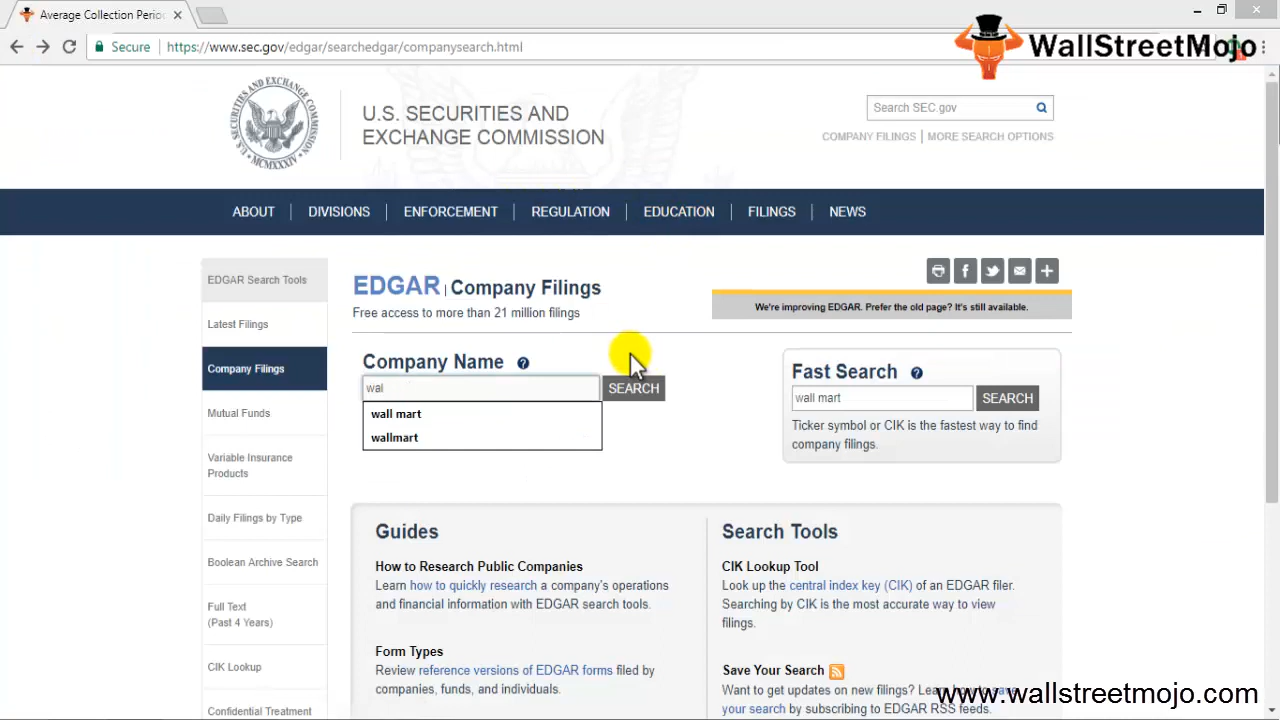 Average Collection Perio
WallStreetMojo
Secure
https://www.sec.gov/edgar/searchedgar/companysearch.html
U.S. SECURITIES AND
EXCHANGE COMMISSION
Search SEC.gov
COMPANY FILINGS | MORE SEARCH OPTIONS
ABOUT
DIVISIONS
ENFORCEMENT
REGULATION
EDUCATION
FILINGS
NEWS
EDGAR Search Tools
Latest Filings
Company Filings
Mutual Funds
Variable Insurance
Products
Daily Filings by Type
Boolean Archive Search
Full Text
(Past 4 Years)
CIK Lookup
Confidential Treatment
EDGAR | Company Filings
Free access to more than 21 million filings
We're improving EDGAR. Prefer the old page? It's still available.
Company Name
wal
SEARCH
wall mart
wallmart
Fast Search
wall mart
SEARCH
Ticker symbol or CIK is the fastest way to find
company filings.
Guides
How to Research Public Companies
Learn how to quickly research a company's operations
and financial information with EDGAR search tools.
Form Types
Review reference versions of EDGAR forms filed by
companies, funds, and individuals.
Search Tools
CIK Lookup Tool
Look up the central index key (CIK) of an EDGAR filer.
Searching by CIK is the most accurate way to view
filings.
Save Your Search
Want to get updates on new filings? Learn how to save
your search by subscribing to EDGAR RSS feeds.
www.wallstreetmojo.com